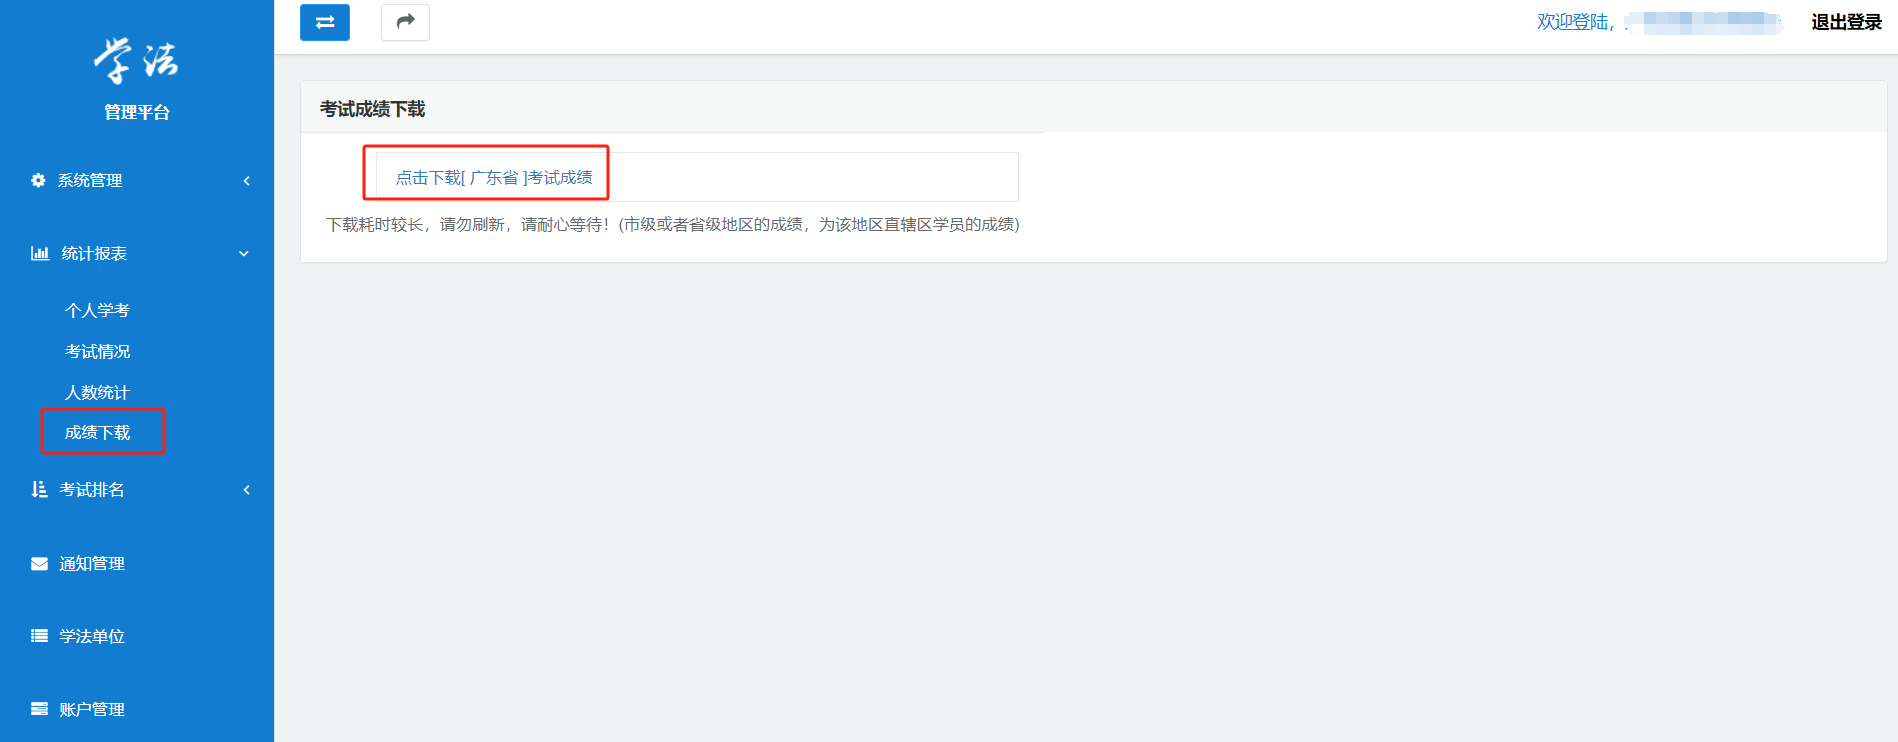 学法
管理平台
系统管理
统计报表
个人学考
考试情况
人数统计
成绩下载
考试排名
通知管理
学法单位
账户管理
欢迎登陆，
退出登录
考试成绩下载
点击下载[ 广东省 ]考试成绩
下载耗时较长，请勿刷新，请耐心等待！(市级或者省级地区的成绩，为该地区直辖区学员的成绩)